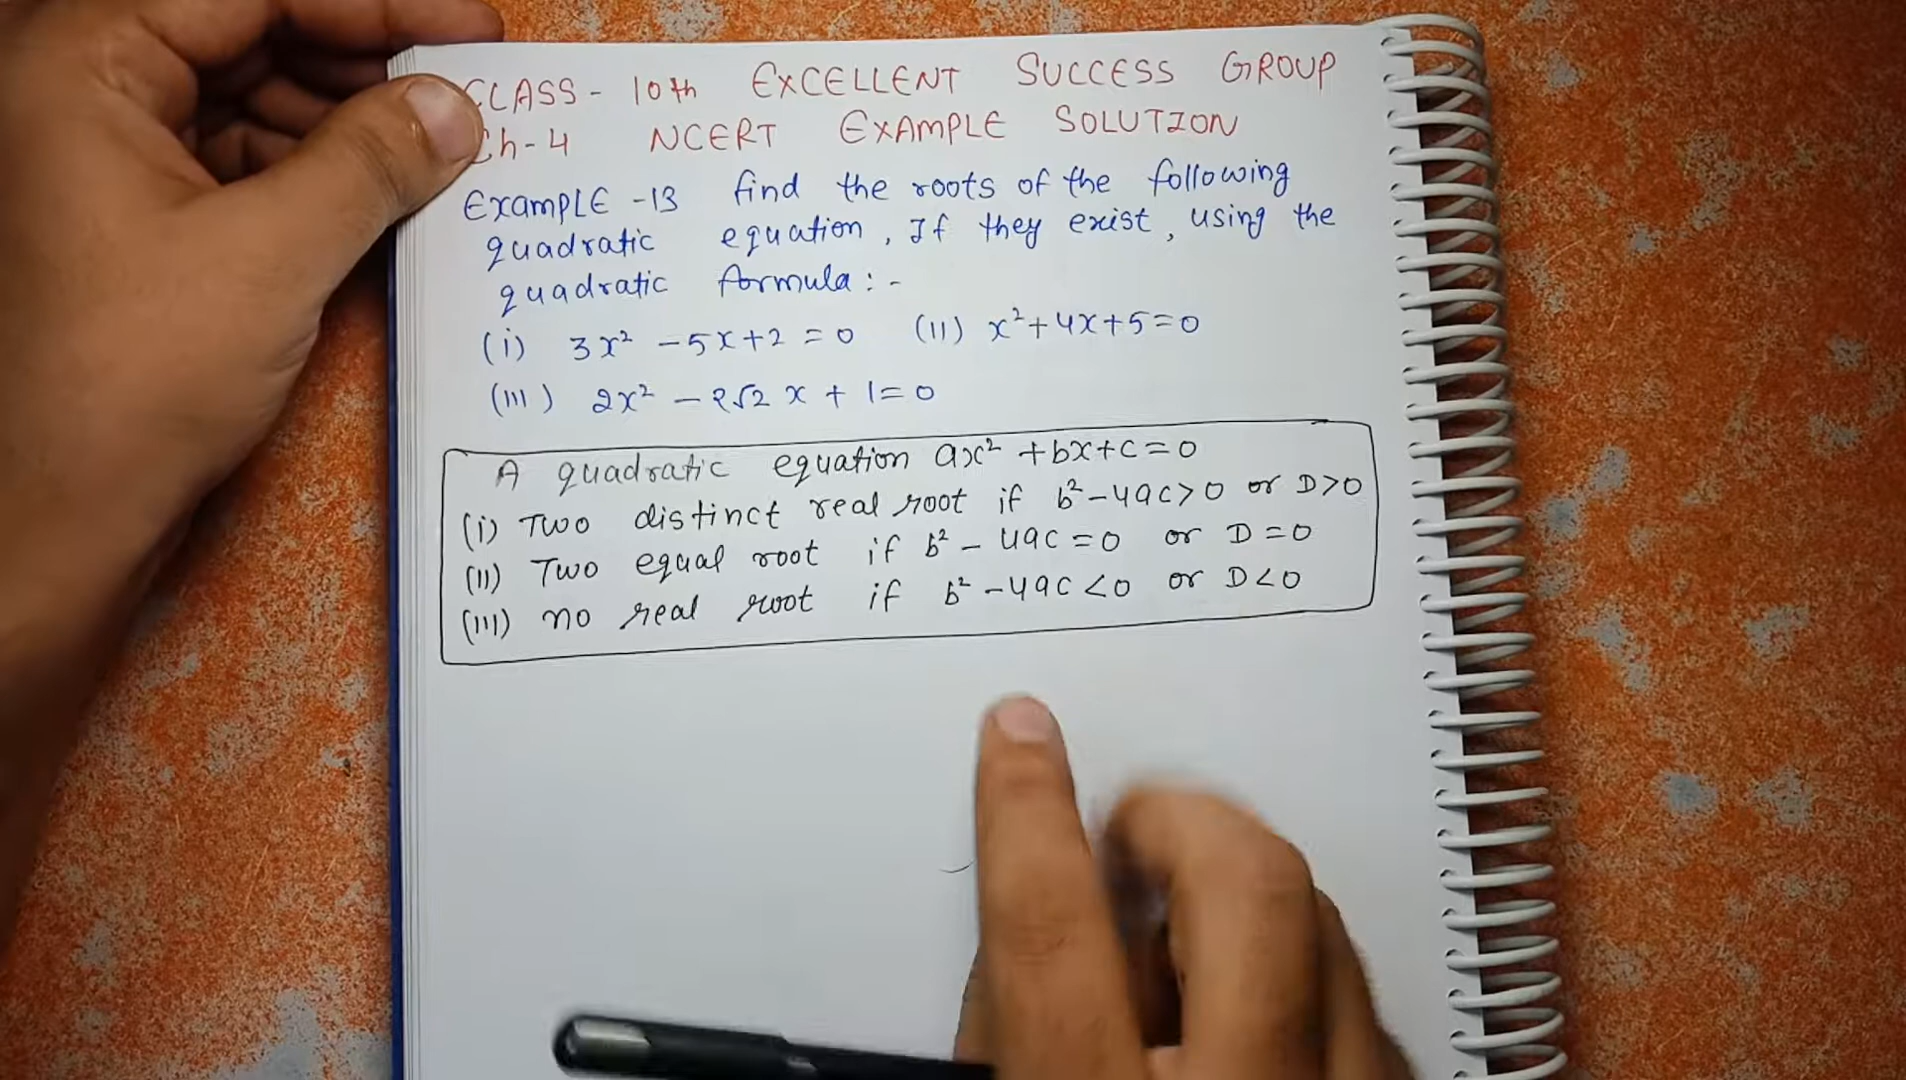 CLASS - 10th EXCELLENT SUCCESS GROUP
Ch-4 NCERT EXAMPLE SOLUTION
EXAMPLE -13 find the roots of the following
quadratic equation, If they exist, using the
quadratic formula :-
(i) 3x² - 5x + 2 = 0 (II) x² + 4x + 5 = 0
(III) 2x² - 2√2 x + 1 = 0
A quadratic equation ax² + bx + c = 0
(i) Two distinct real root if b² - 4ac > 0 or D > 0
(II) Two equal root if b² - 4ac = 0 or D = 0
(III) no real root if b² - 4ac < 0 or D < 0